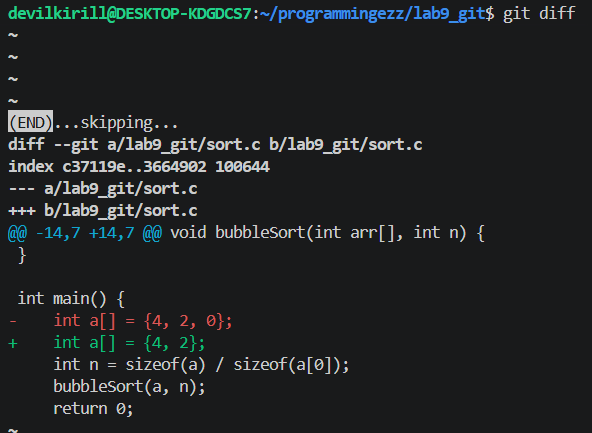 devilkirill@DESKTOP-KDGDCS7:~/programmingezz/lab9_git$ git diff
~
~
~
~
(END)...skipping...
diff --git a/lab9_git/sort.c b/lab9_git/sort.c
index c37119e..3664902 100644
--- a/lab9_git/sort.c
+++ b/lab9_git/sort.c
@@ -14,7 +14,7 @@ void bubbleSort(int arr[], int n) {
 }

 int main() {
-    int a[] = {4, 2, 0};
+    int a[] = {4, 2};
     int n = sizeof(a) / sizeof(a[0]);
     bubbleSort(a, n);
     return 0;
~